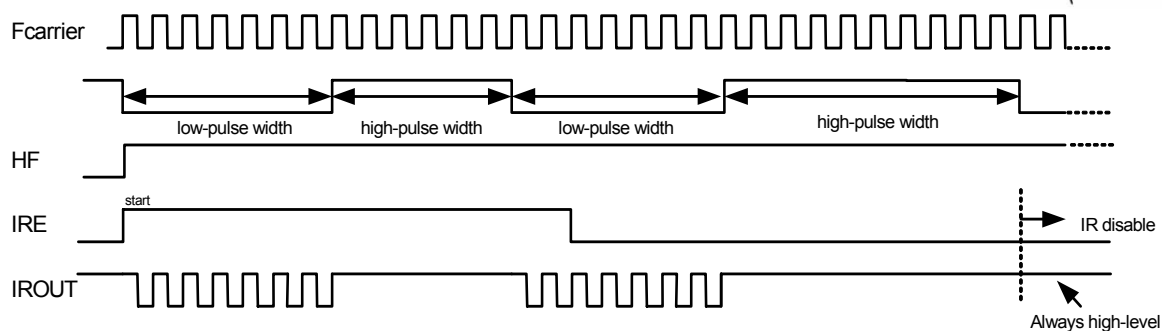 Fcarrier
low-pulse width
high-pulse width
low-pulse width
high-pulse width
HF
start
IRE
IR disable
IROUT
Always high-level